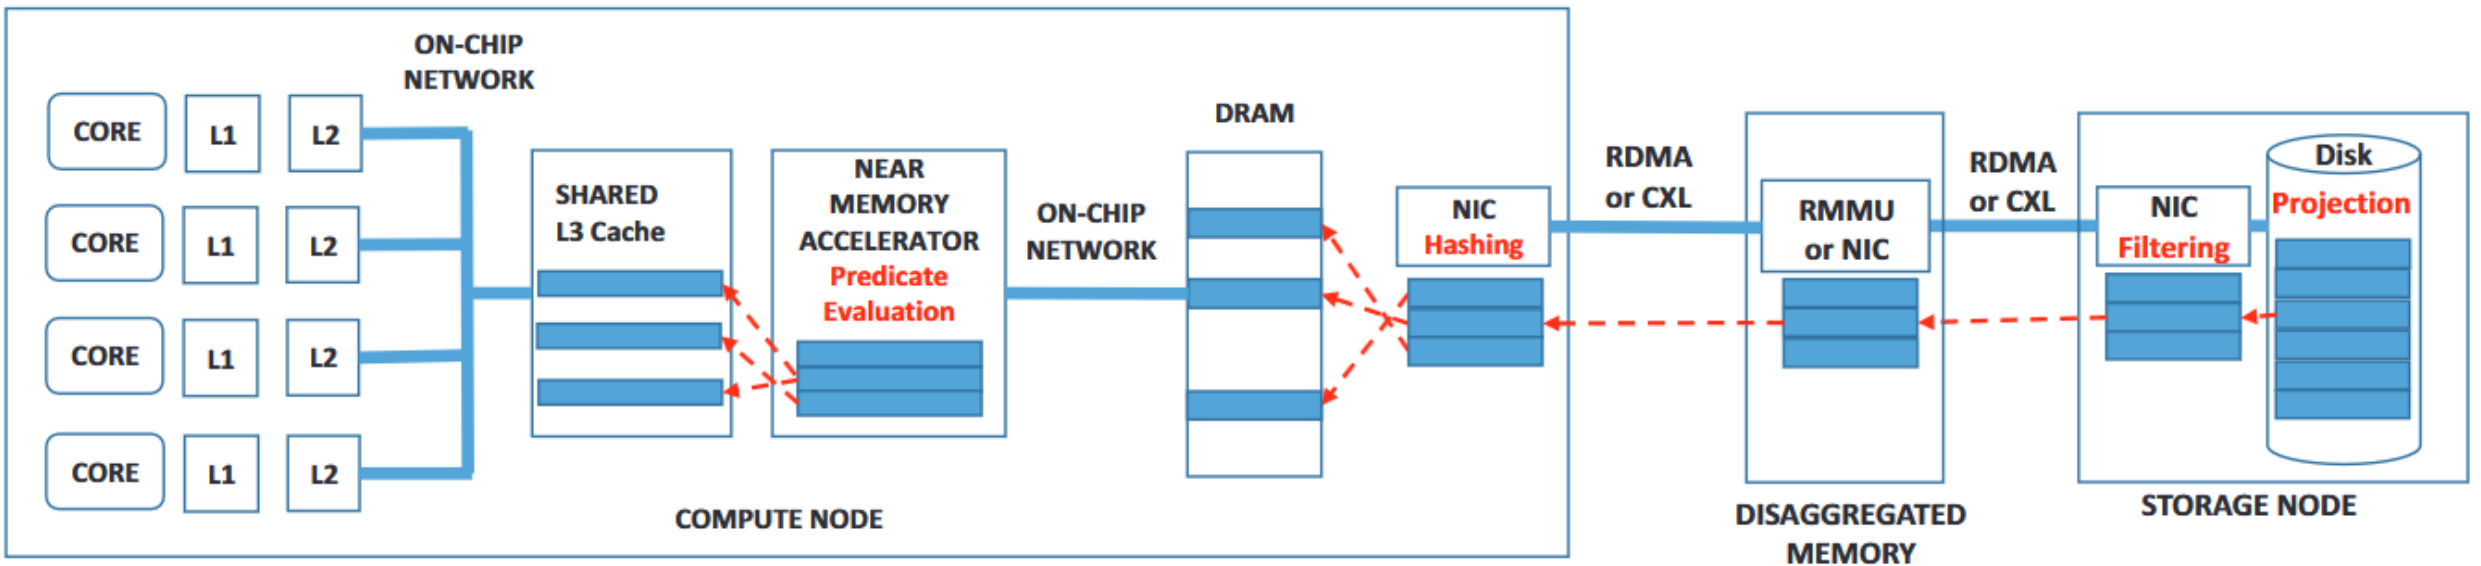 ON-CHIP
NETWORK
CORE
L1
L2
CORE
L1
L2
CORE
L1
L2
CORE
L1
L2
SHARED
L3 Cache
NEAR
MEMORY
ACCELERATOR
Predicate
Evaluation
ON-CHIP
NETWORK
DRAM
NIC
Hashing
COMPUTE NODE
RDMA
or CXL
RMMU
or NIC
DISAGGREGATED
MEMORY
RDMA
or CXL
NIC
Filtering
Disk
Projection
STORAGE NODE